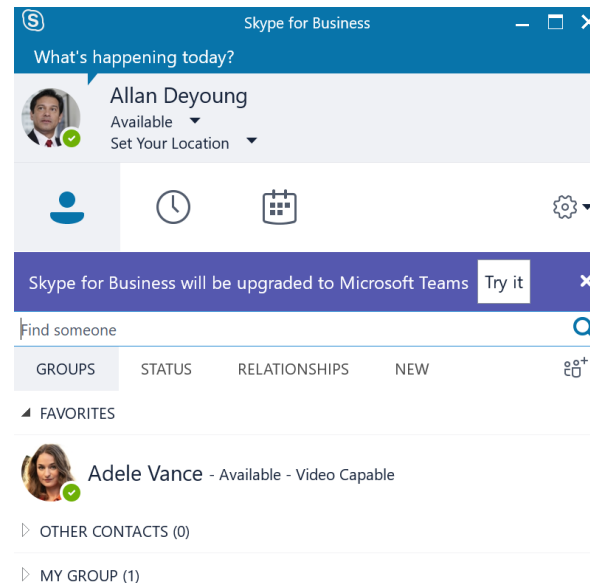 Skype for Business
What's happening today?
Allan Deyoung
Available
Set Your Location
Skype for Business will be upgraded to Microsoft Teams Try it
Find someone
GROUPS STATUS RELATIONSHIPS NEW
FAVORITES
Adele Vance - Available - Video Capable
OTHER CONTACTS (0)
MY GROUP (1)